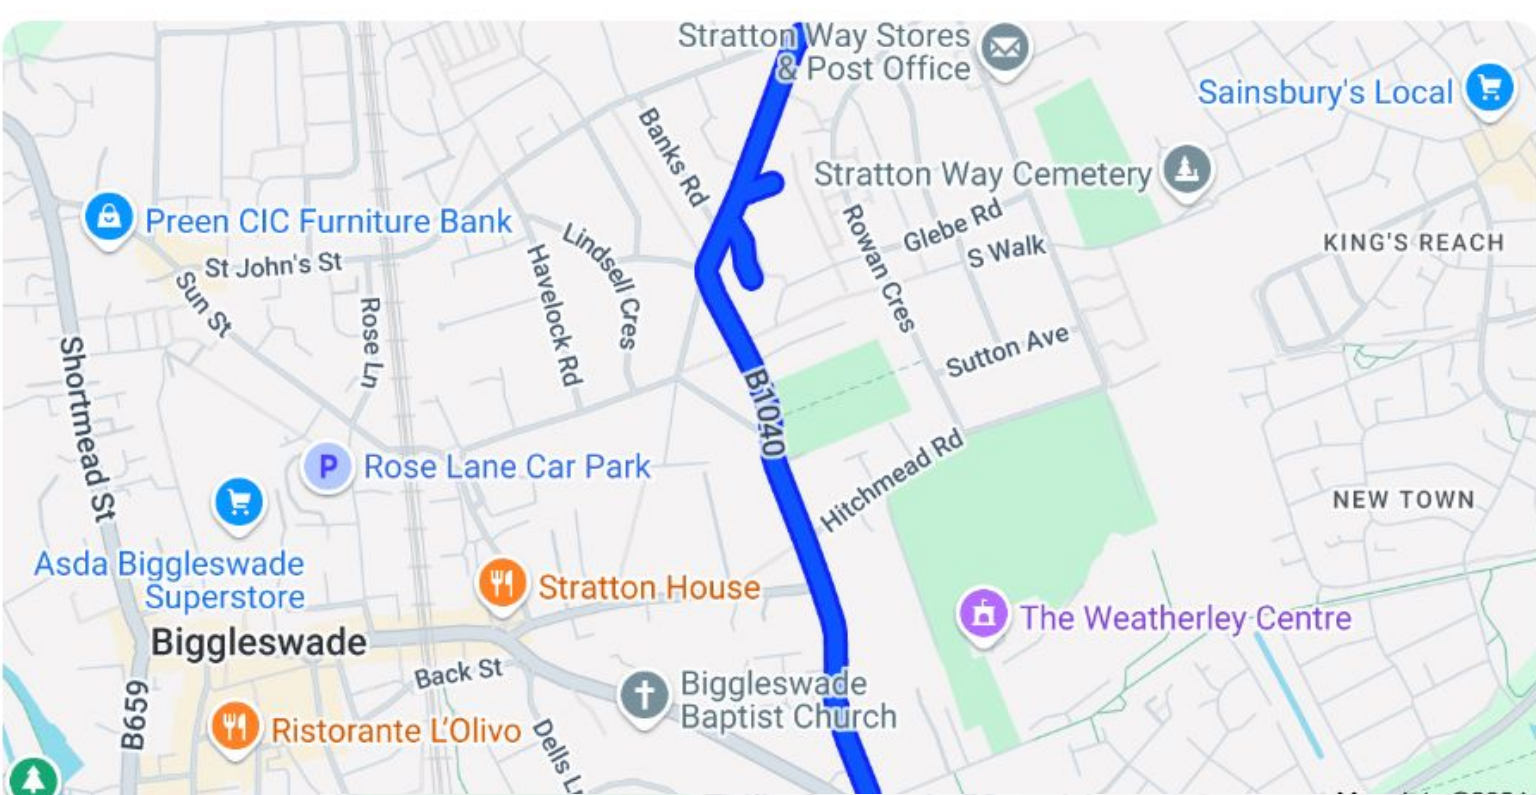 Stratton Way Stores
& Post Office
Sainsbury's Local
Banks Rd
Stratton Way Cemetery
Preen CIC Furniture Bank
Glebe Rd
Rowan Cres
S Walk
KING'S REACH
Lindsell Cres
St John's St
Havelock Rd
Sun St
Rose Ln
Shortmead St
Sutton Ave
B1040
Hitchmead Rd
Rose Lane Car Park
NEW TOWN
Asda Biggleswade
Superstore
Stratton House
The Weatherley Centre
Biggleswade
Back St
Biggleswade
Baptist Church
B659
Ristorante L'Olivo
Dells L
P